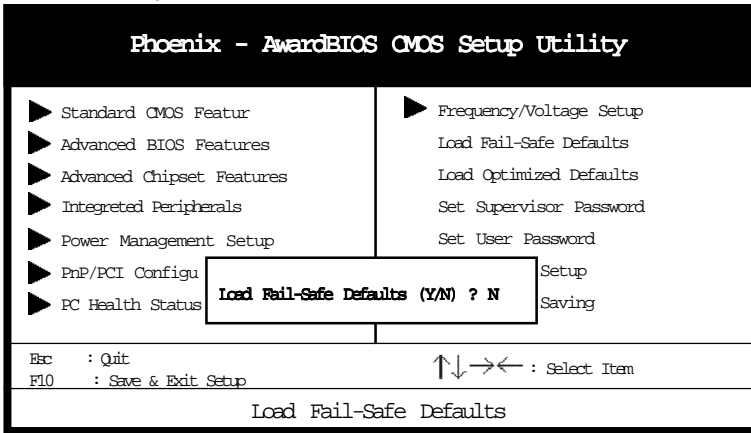 Phoenix - AwardBIOS CMOS Setup Utility
Standard CMOS Featur
Advanced BIOS Features
Advanced Chipset Features
Integreted Peripherals
Power Management Setup
PnP/PCI Configu
PC Health Status
Frequency/Voltage Setup
Load Fail-Safe Defaults
Load Optimized Defaults
Set Supervisor Password
Set User Password
Setup
Saving
Load Fail-Safe Defaults (Y/N) ? N
Esc : Quit
F10 : Save & Exit Setup
↑↓→← : Select Item
Load Fail-Safe Defaults